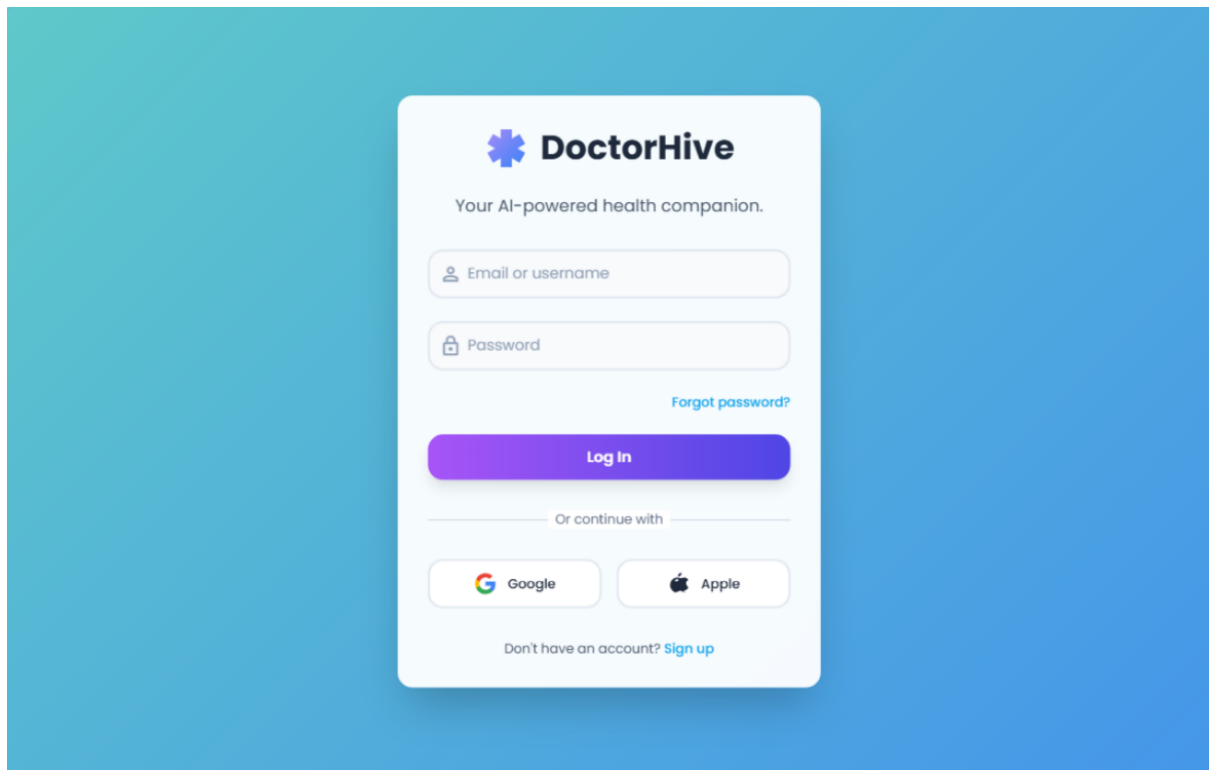 DoctorHive
Your AI-powered health companion.
Email or username
Password
Forgot password?
Log In
Or continue with
Google
Apple
Don't have an account? Sign up